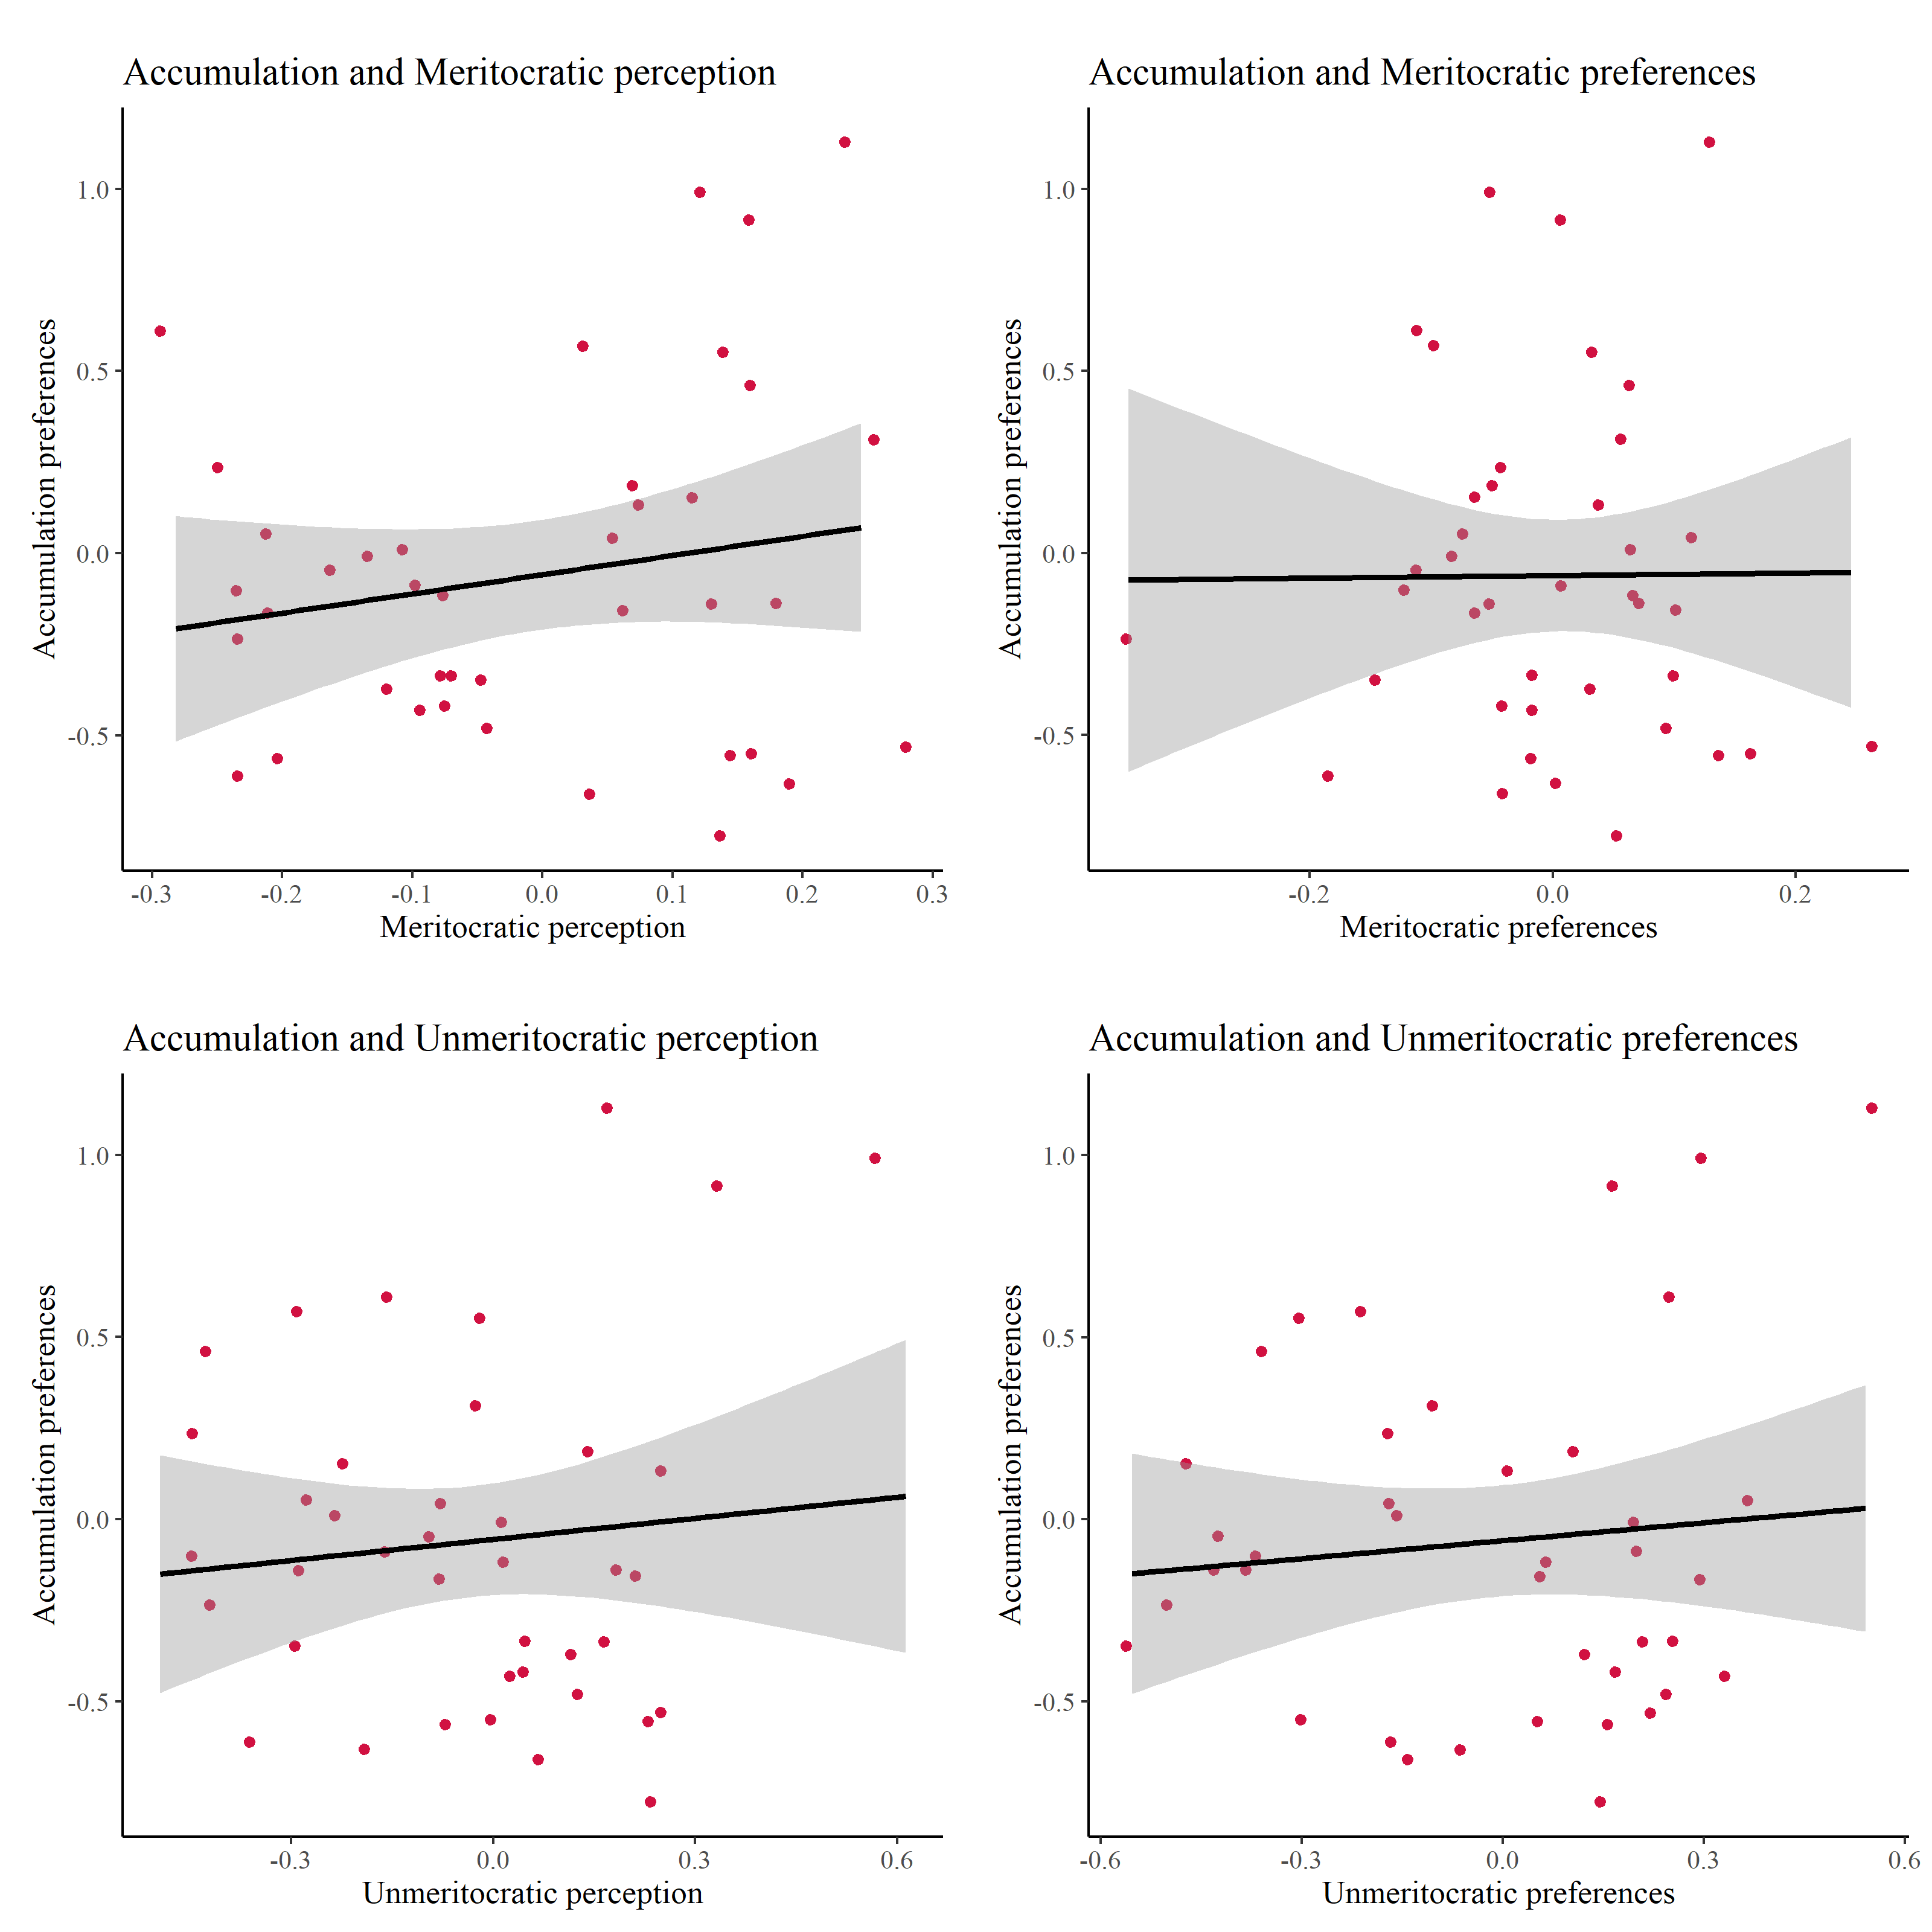 Accumulation and Meritocratic perception
Accumulation preferences
1.0
0.5
0.0
-0.5
-0.3 -0.2 -0.1 0.0 0.1 0.2 0.3
Meritocratic perception
Accumulation and Meritocratic preferences
Accumulation preferences
1.0
0.5
0.0
-0.5
-0.2 0.0 0.2
Meritocratic preferences
Accumulation and Unmeritocratic perception
Accumulation preferences
1.0
0.5
0.0
-0.5
-0.3 0.0 0.3 0.6
Unmeritocratic perception
Accumulation and Unmeritocratic preferences
Accumulation preferences
1.0
0.5
0.0
-0.5
-0.6 -0.3 0.0 0.3 0.6
Unmeritocratic preferences